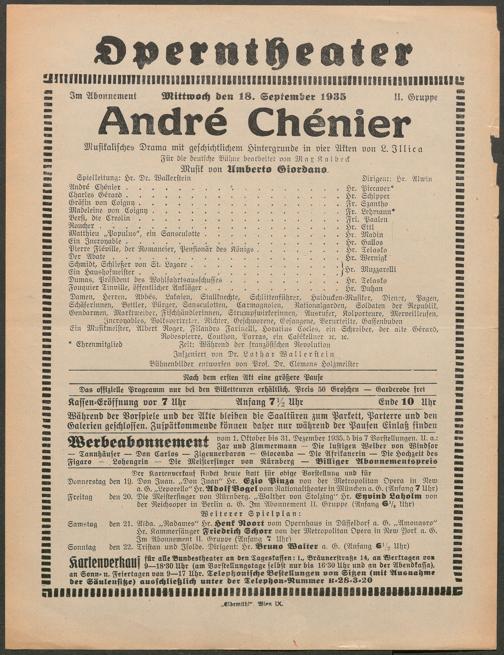 Operntheater
Im Abonnement Mittwoch den 18. September 1935 II. Gruppe
André Chénier
Musikalisches Drama mit geschichtlichem Hintergrunde in vier Akten von L. Illica
Für die deutsche Bühne bearbeitet von Max Kalbeck
Musik von Umberto Giordano
Spielleitung: Hr. Dr. Wallerstein Dirigent: Hr. Alwin
André Chénier Hr. Piccaver*
Charles Gérard Hr. Schipper
Gräfin von Coigny Fr. Szantho
Madeleine von Coigny Fr. Lehmann*
Bersi, die Creolin Frl. Paalen
Roucher Hr. Ettl
Matthieu „Populus", ein Sansculotte Hr. Madin
Ein Incroyable Hr. Gallos
Pierre Fléville, der Romancier, Pensionär des Königs Hr. Telasko
Der Abate Hr. Wernigk
Schmidt, Schließer von St. Lazare
Ein Haushofmeister Hr. Muzzarelli
Dumas, Präsident des Wohlfahrtsausschusses Hr. Telasko
Fouquier Tinville, öffentlicher Ankläger Hr. Duhan
Damen, Herren, Abbés, Lakaien, Stallknechte, Schlittenführer, Haiducken-Musiker, Diener, Pagen,
Schäferinnen, Bettler, Bürger, Sansculotten, Carmagnolen, Nationalgarden, Soldaten der Republik,
Gendarmen, Marktweiber, Fischhändlerinnen, Strumpfwirkerinnen, Ausrufer, Kolporteure, Merveilleusen,
Incroyables, Volksvertreter, Richter, Geschworene, Gefangene, Verurteilte, Gassenbuben
Ein Musikmeister, Albert Roger, Filandro Farinelli, Horatius Cocles, ein Schreiber, der alte Gérard,
Robespierre, Couthon, Barras, ein Cafékellner ɪc. ɪc.
* Ehrenmitglied Zeit: Während der französischen Revolution
Inszeniert von Dr. Lothar Wallerstein
Bühnenbilder entworfen von Prof. Dr. Clemens Holzmeister
Nach dem ersten Akt eine größere Pause
Das offizielle Programm nur bei den Billetteuren erhältlich. Preis 50 Groschen — Garderobe frei
Kassen-Eröffnung vor 7 Uhr Anfang 7½ Uhr Ende 10 Uhr
Während der Vorspiele und der Akte bleiben die Saaltüren zum Parkett, Parterre und den
Galerien geschlossen. Zuspätkommende können daher nur während der Pausen Einlaß finden
Werbeabonnement vom 1. Oktober bis 31. Dezember 1935. 5 bis 7 Vorstellungen. U. a.:
Zar und Zimmermann — Die lustigen Weiber von Windsor
— Tannhäuser — Don Carlos — Zigeunerbaron — Gioconda — Die Afrikanerin — Die Hochzeit des
Figaro — Lohengrin — Die Meistersinger von Nürnberg — Billiger Abonnementspreis
Der Kartenverkauf findet heute statt für obige Vorstellung und für
Donnerstag den 19. Don Juan. „Don Juan" Hr. Ezio Pinza von der Metropolitan Opera in New
a. G. „Leporello" Hr. Adolf Vogel vom Nationaltheater in München a. G. (Anfang 7 Uhr)
Freitag den 20. Die Meistersinger von Nürnberg. „Walther von Stolzing" Hr. Eyvind Laholm von
der Reichsoper in Berlin a. G. Im Abonnement II. Gruppe (Anfang 6½ Uhr)
Weiterer Spielplan:
Samstag den 21. Aida. „Radames" Hr. Henk Noort vom Opernhaus in Düsseldorf a. G. „Amonasro"
Hr. Kammersänger Friedrich Schorr von der Metropolitan Opera in New York a. G.
Im Abonnement II. Gruppe (Anfang 7 Uhr)
Sonntag den 22. Tristan und Isolde. Dirigent: Hr. Bruno Walter a. G. (Anfang 6½ Uhr)
Kartenverkauf für alle Bundestheater an den Tageskassen: 1., Bräunerstraße 14, an Werktagen von
9—18·30 Uhr (am Vorstellungstage selbst nur bis 16·30 Uhr und an der Abendkassa),
an Sonn- u. Feiertagen von 9—17 Uhr. Telephonische Bestellungen von Sitzen (mit Ausnahme
der Säulensitze) ausschließlich unter der Telephon-Nummer R-28-3-20
„Elbemühl", Wien IX.